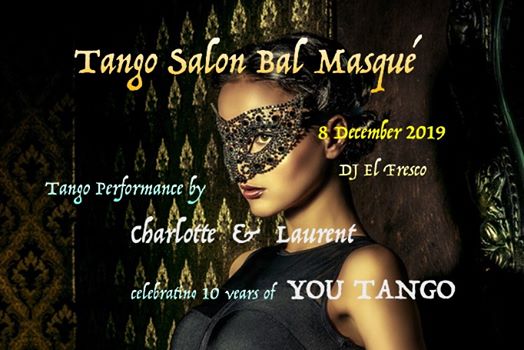 Tango Salon Bal Masqué
8 December 2019
DJ El Fresco
Tango Performance by
Charlotte & Laurent
celebrating 10 years of YOU TANGO